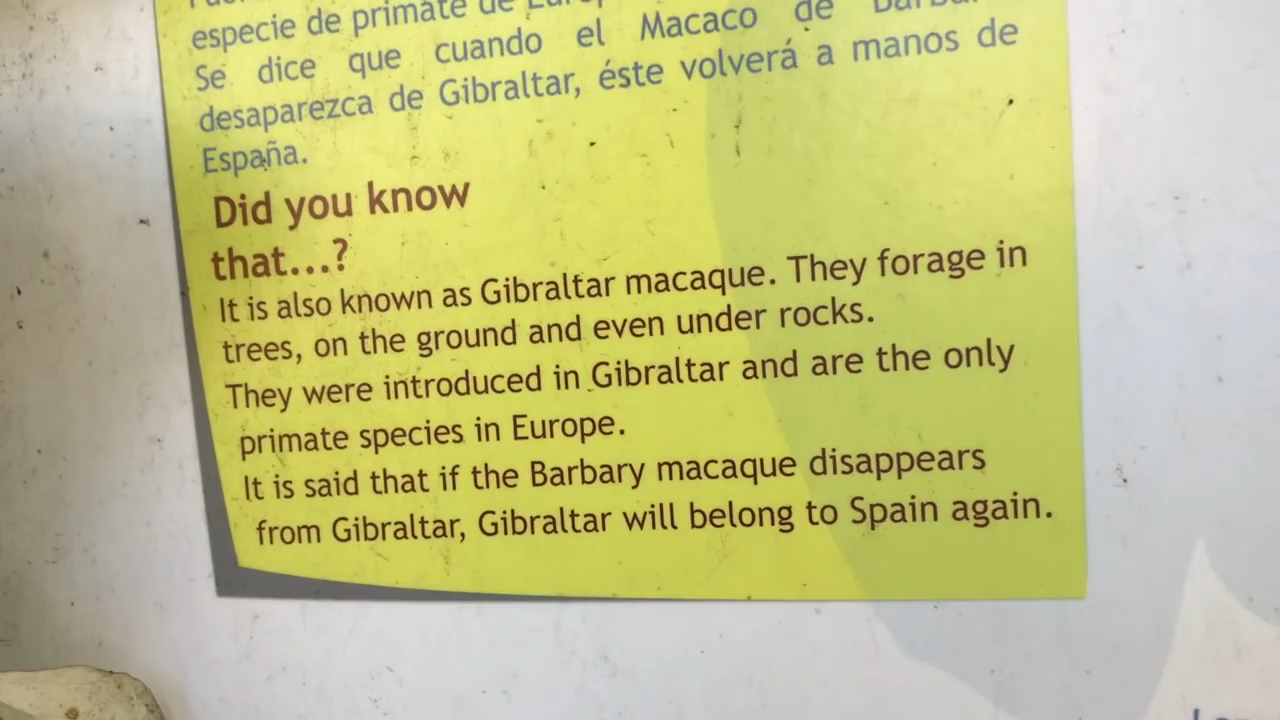 especie de primate de
Se dice que cuando el Macaco de
desaparezca de Gibraltar, éste volverá a manos de
España.
Did you know
that...?
It is also known as Gibraltar macaque. They forage in
trees, on the ground and even under rocks.
They were introduced in Gibraltar and are the only
primate species in Europe.
It is said that if the Barbary macaque disappears
from Gibraltar, Gibraltar will belong to Spain again.